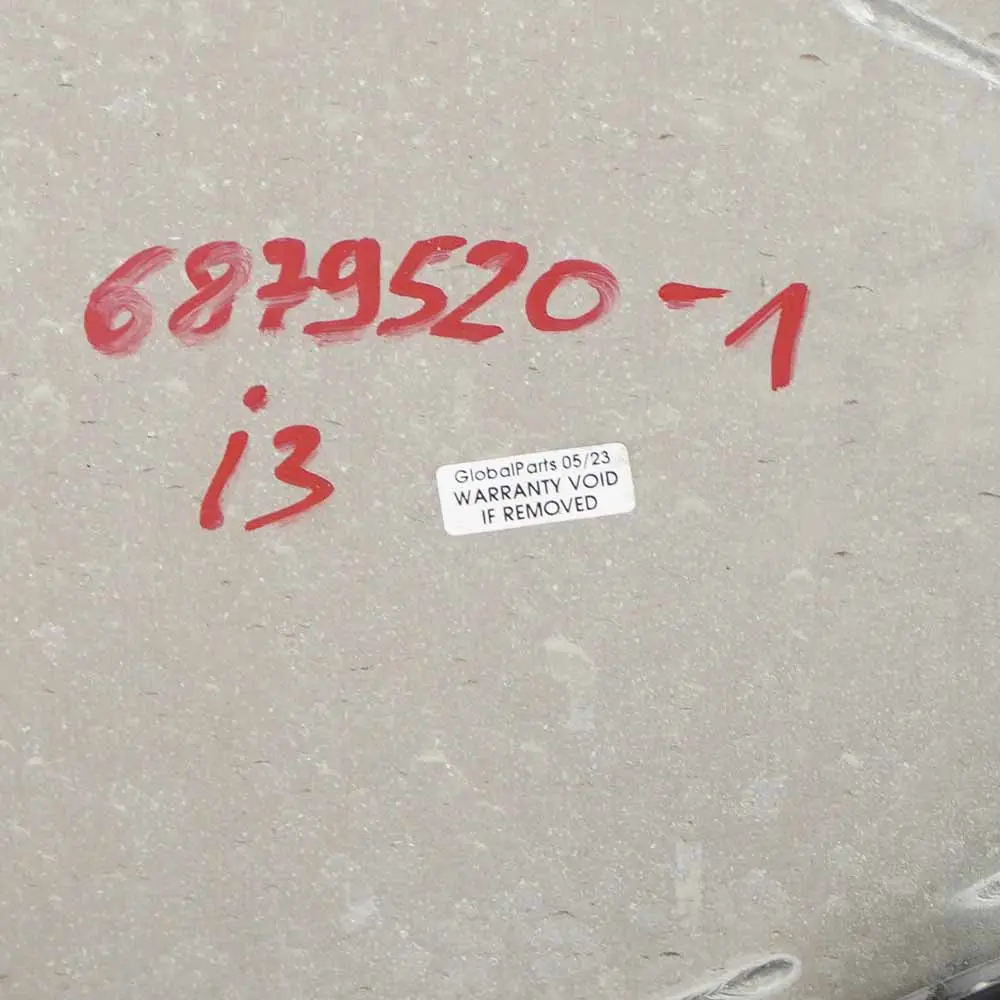 6879520-1
i3
GlobalParts 05/23
WARRANTY VOID
IF REMOVED